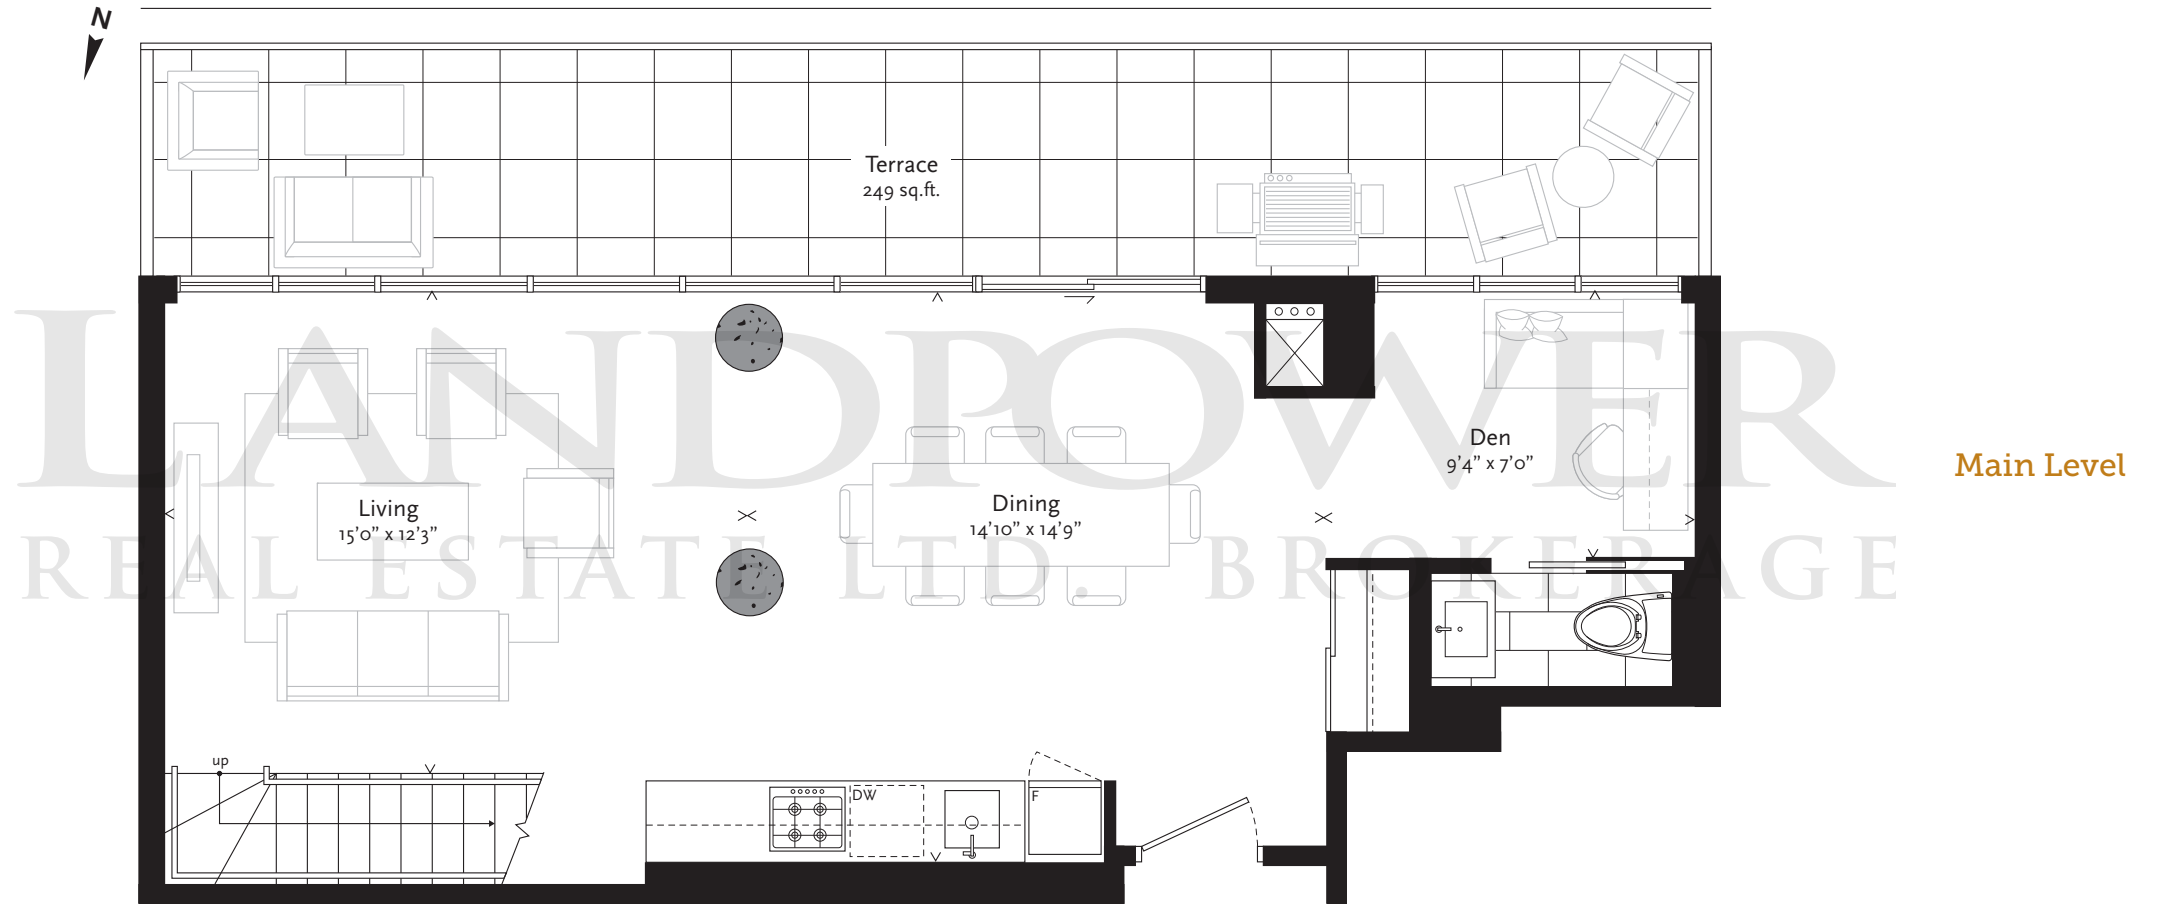 N
Terrace
249 sq.ft.
LANDPOWER
REAL ESTATE LTD. BROKERAGE
Living
15’0” x 12’3”
Dining
14’10” x 14’9”
Den
9’4” x 7’0”
Main Level
up
DW
F